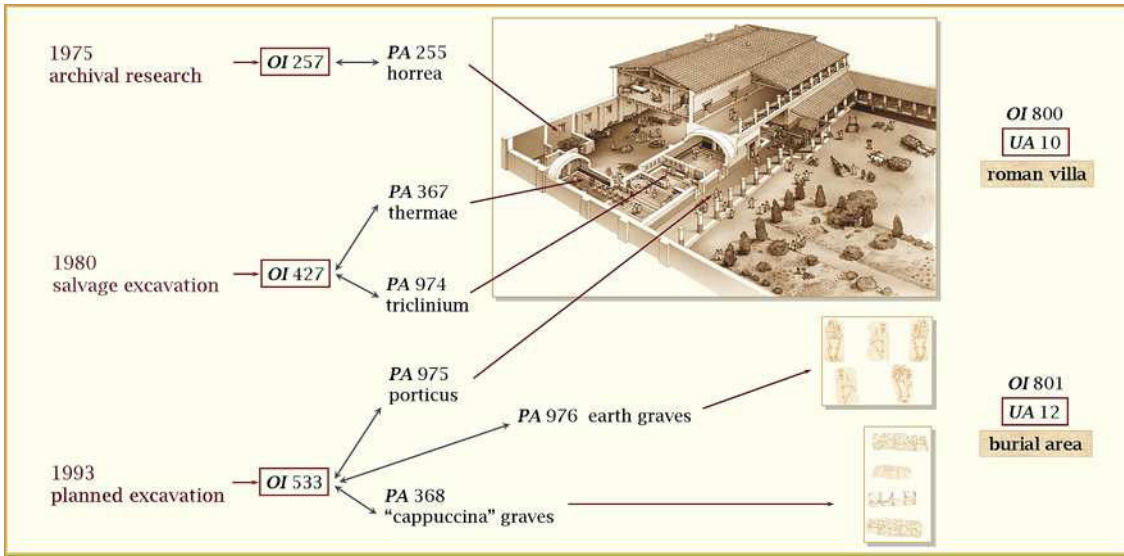 1975
archival research
OI 257
PA 255
horrea
PA 367
thermae
1980
salvage excavation
OI 427
PA 974
triclinium
PA 975
porticus
PA 976 earth graves
1993
planned excavation
OI 533
PA 368
“cappuccina” graves
OI 800
UA 10
roman villa
OI 801
UA 12
burial area